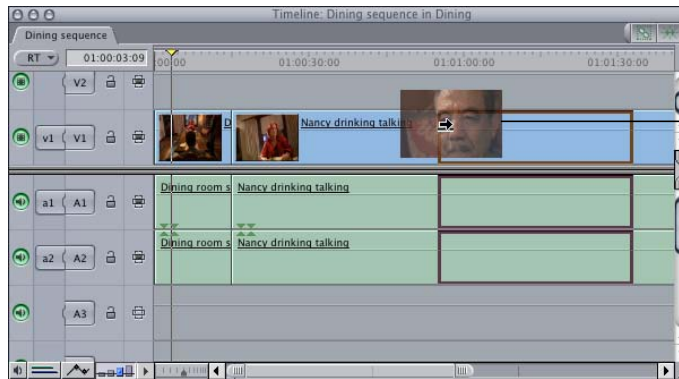 Timeline: Dining sequence in Dining
Dining sequence
RT 01:00:03:09 :00:00 01:00:30:00 01:01:00:00 01:01:30:00
V2
v1 V1 D Nancy drinking talking
a1 A1 Dining room s Nancy drinking talking
a2 A2 Dining room s Nancy drinking talking
A3